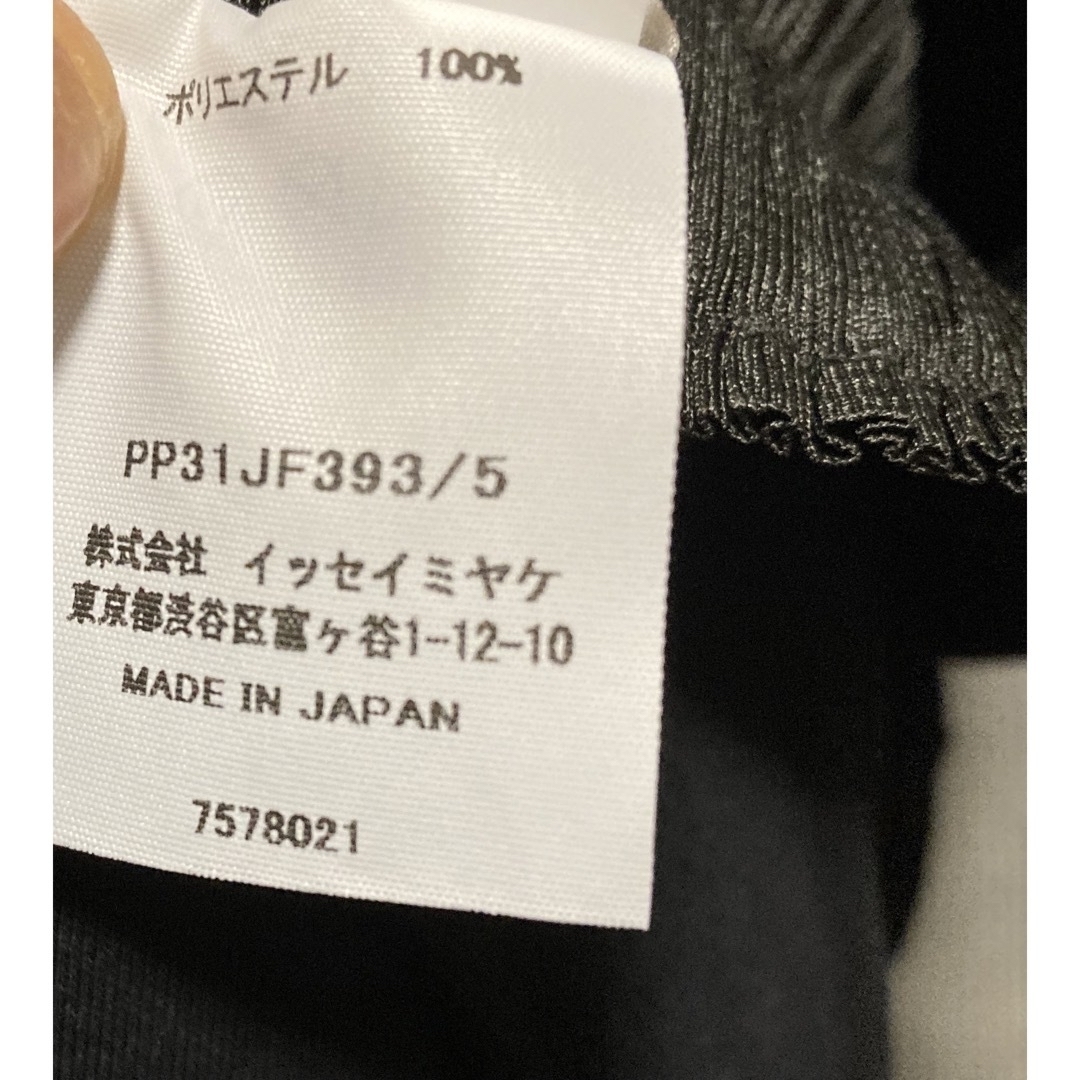 ポリエステル 100%
PP31JF393/5
株式会社 イッセイミヤケ
東京都渋谷区富ヶ谷1-12-10
MADE IN JAPAN
7578021